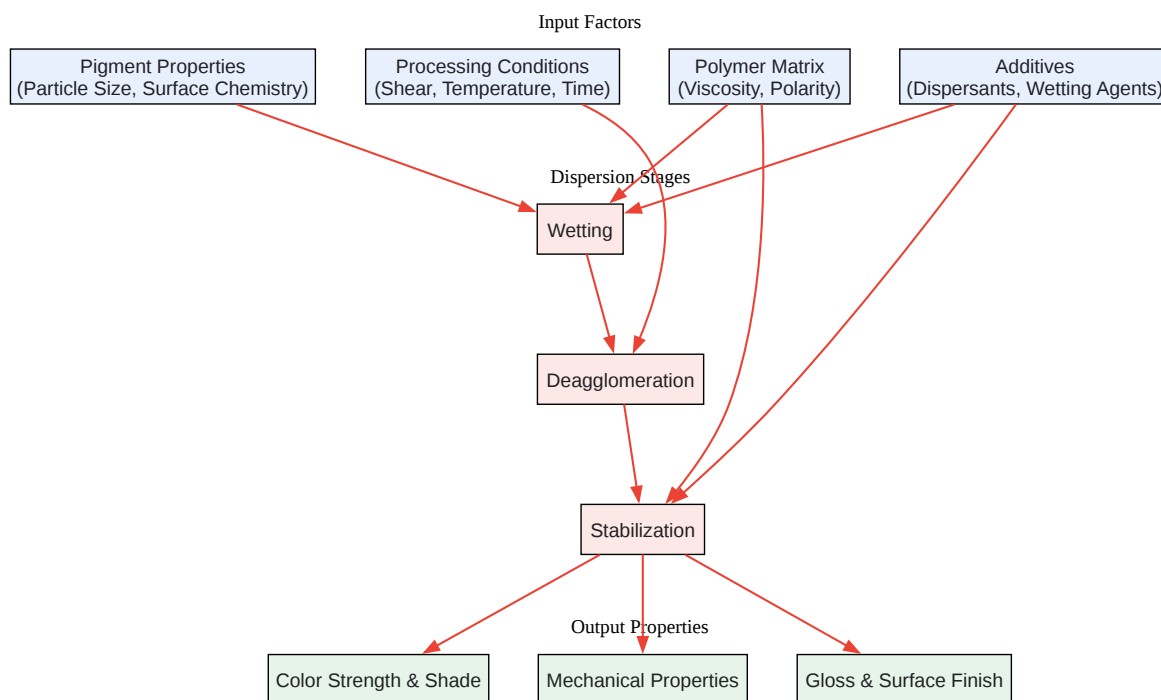 Input Factors
Pigment Properties
(Particle Size, Surface Chemistry)
Processing Conditions
(Shear, Temperature, Time)
Polymer Matrix
(Viscosity, Polarity)
Additives
(Dispersants, Wetting Agents)
Dispersion Stages
Wetting
Deagglomeration
Stabilization
Output Properties
Color Strength & Shade
Mechanical Properties
Gloss & Surface Finish